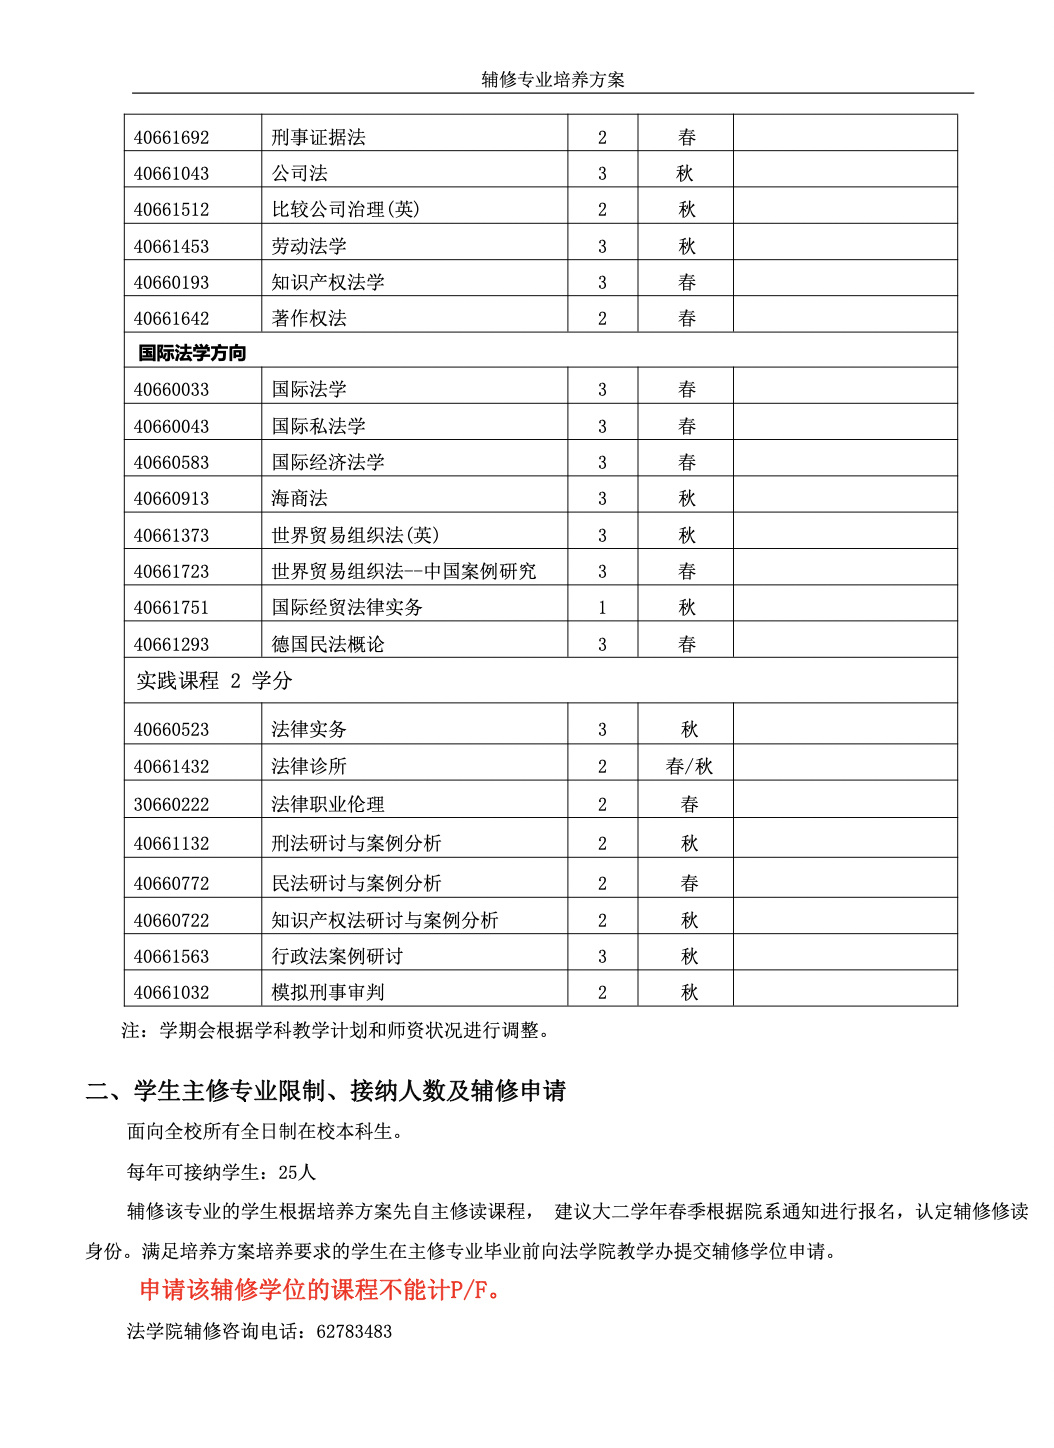 辅修专业培养方案
40661692 刑事证据法 2 春
40661043 公司法 3 秋
40661512 比较公司治理(英) 2 秋
40661453 劳动法学 3 秋
40660193 知识产权法学 3 春
40661642 著作权法 2 春
国际法学方向
40660033 国际法学 3 春
40660043 国际私法学 3 春
40660583 国际经济法学 3 春
40660913 海商法 3 秋
40661373 世界贸易组织法(英) 3 秋
40661723 世界贸易组织法--中国案例研究 3 春
40661751 国际经贸法律实务 1 秋
40661293 德国民法概论 3 春
实践课程 2 学分
40660523 法律实务 3 秋
40661432 法律诊所 2 春/秋
30660222 法律职业伦理 2 春
40661132 刑法研讨与案例分析 2 秋
40660772 民法研讨与案例分析 2 春
40660722 知识产权法研讨与案例分析 2 秋
40661563 行政法案例研讨 3 秋
40661032 模拟刑事审判 2 秋
注：学期会根据学科教学计划和师资状况进行调整。
二、学生主修专业限制、接纳人数及辅修申请
面向全校所有全日制在校本科生。
每年可接纳学生：25人
辅修该专业的学生根据培养方案先自主修读课程， 建议大二学年春季根据院系通知进行报名，认定辅修修读
身份。满足培养方案培养要求的学生在主修专业毕业前向法学院教学办提交辅修学位申请。
申请该辅修学位的课程不能计P/F。
法学院辅修咨询电话：62783483